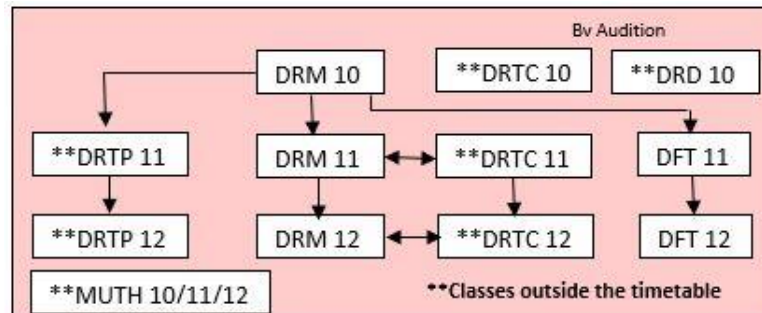 By Audition
DRM 10
**DRTC 10
**DRD 10
**DRTP 11
DRM 11
**DRTC 11
DFT 11
**DRTP 12
DRM 12
**DRTC 12
DFT 12
**MUTH 10/11/12
**Classes outside the timetable